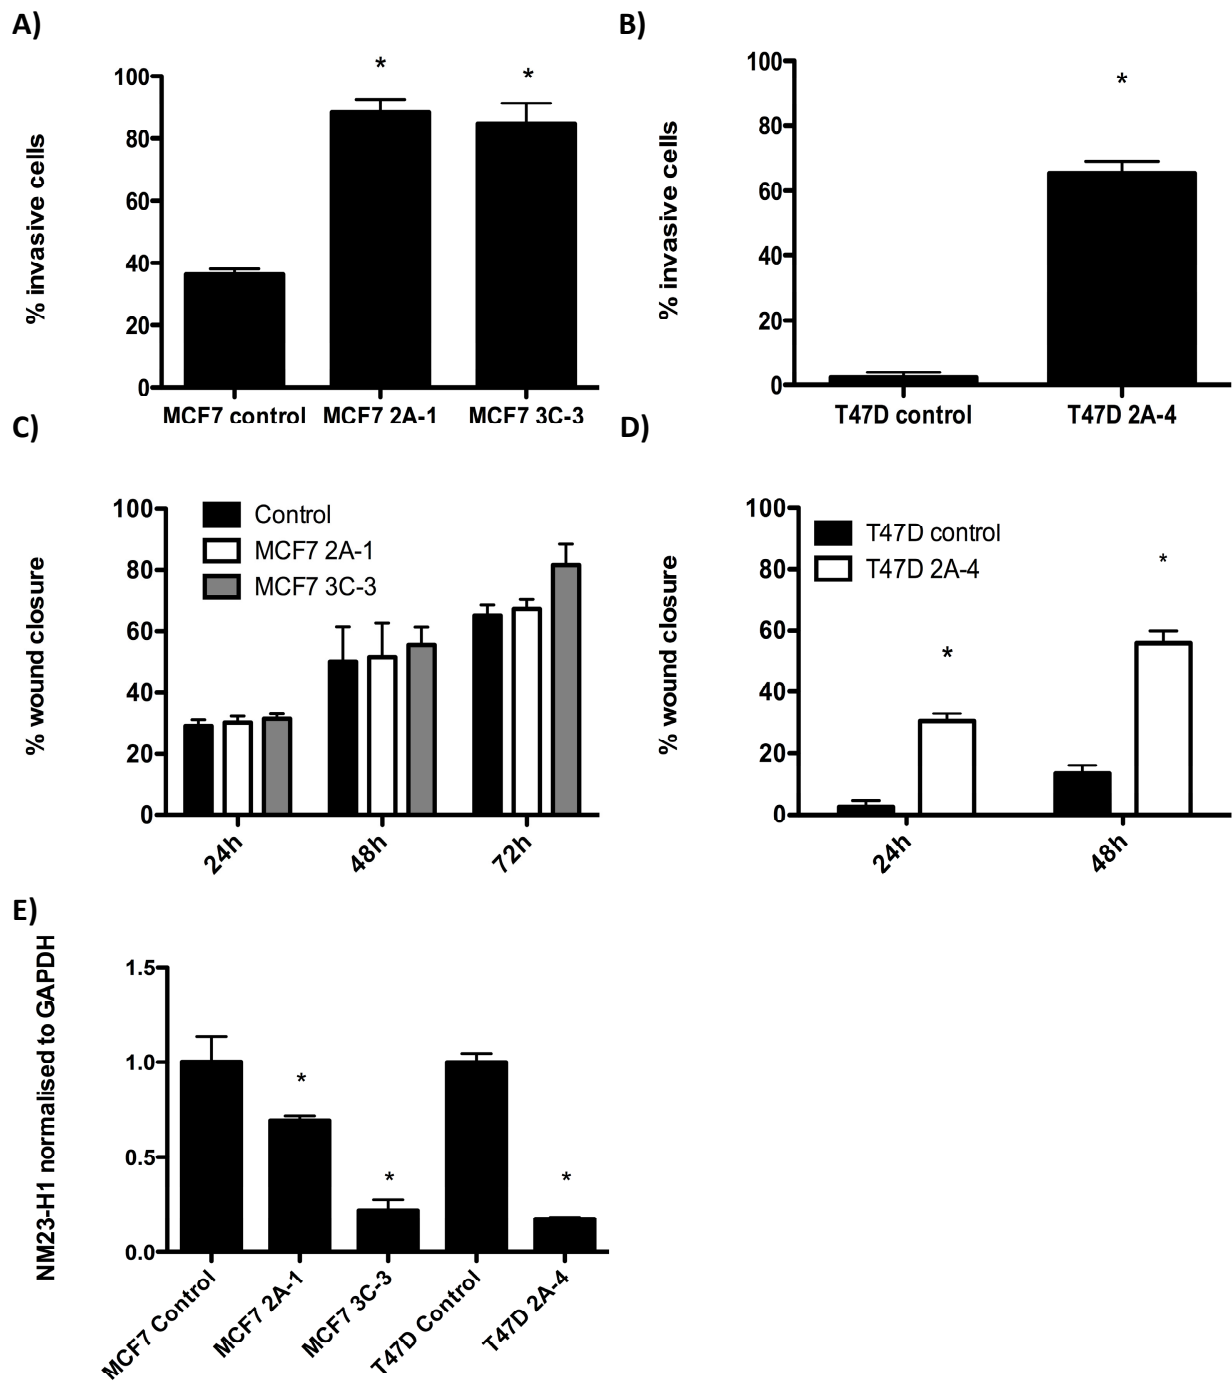 A)
% invasive cells
100
80
60
40
20
0
*
*
MCF7 control
MCF7 2A-1
MCF7 3C-3
B)
% invasive cells
100
80
60
40
20
0
*
T47D control
T47D 2A-4
C)
% wound closure
100
80
60
40
20
0
Control
MCF7 2A-1
MCF7 3C-3
24h
48h
72h
D)
% wound closure
100
80
60
40
20
0
T47D control
T47D 2A-4
*
*
24h
48h
E)
NM23-H1 normalised to GAPDH
1.5
1.0
0.5
0.0
*
*
*
MCF7 Control
MCF7 2A-1
MCF7 3C-3
T47D Control
T47D 2A-4